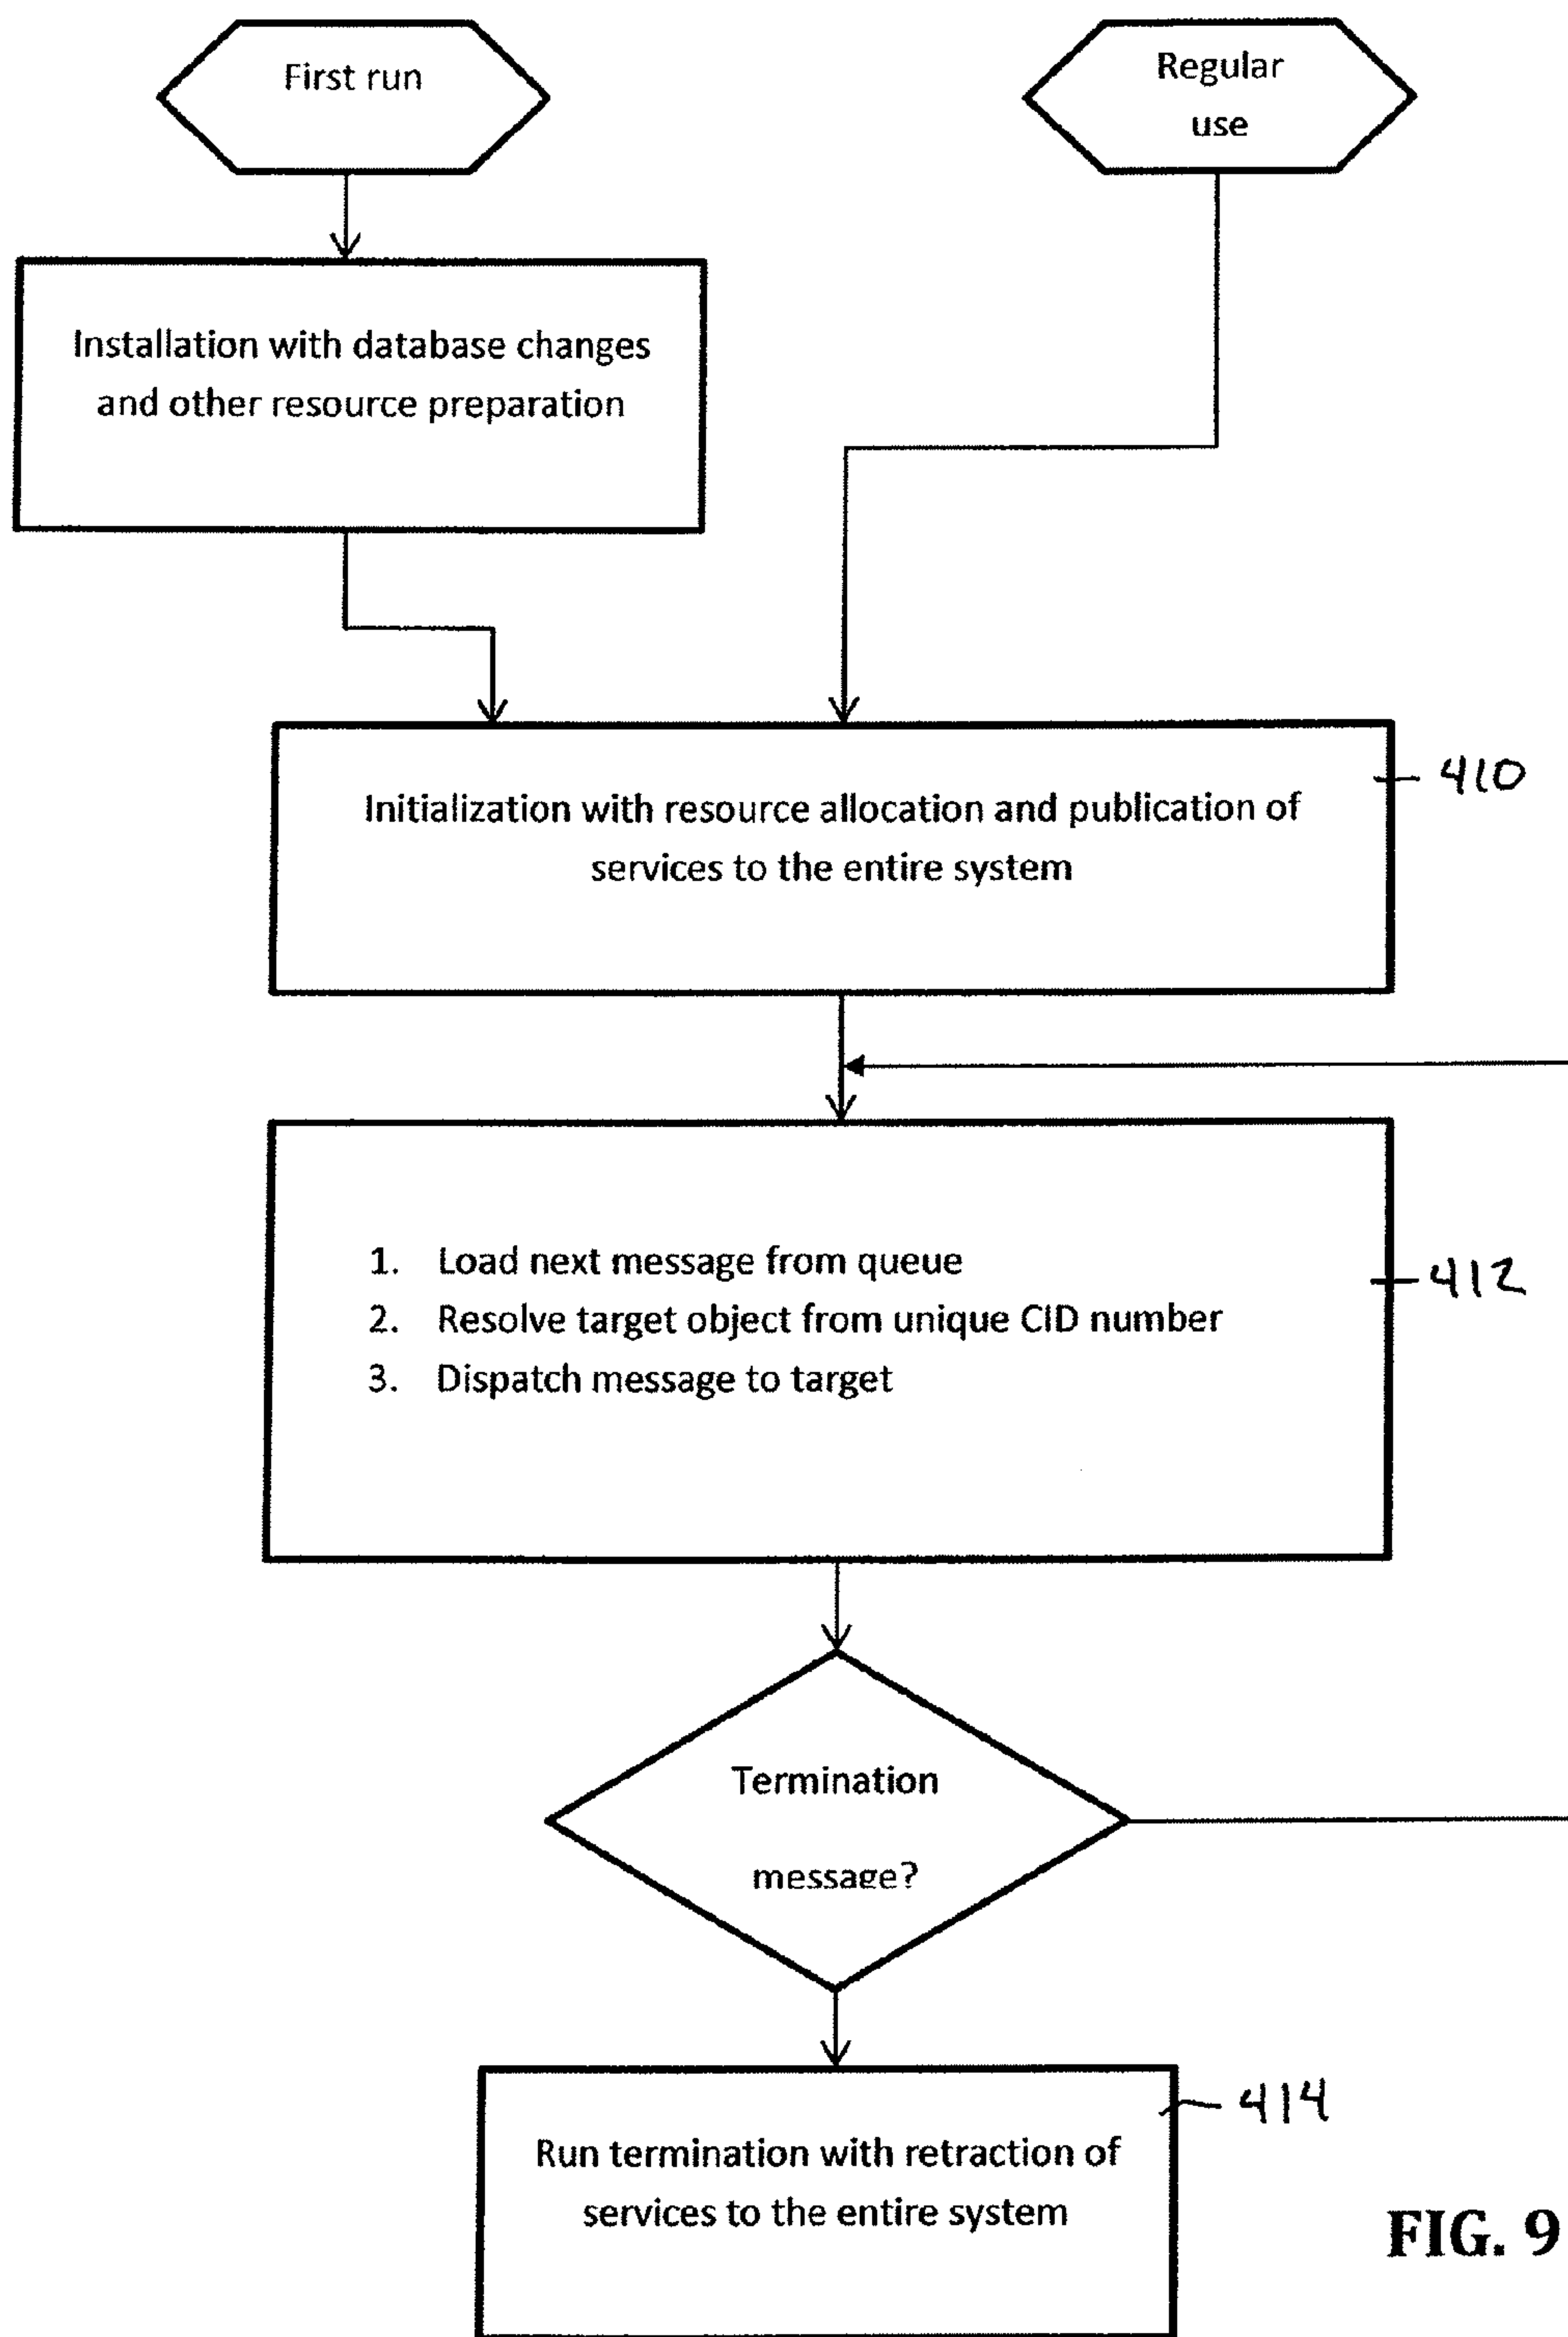 First run
Regular
use
Installation with database changes
and other resource preparation
Initialization with resource allocation and publication of
services to the entire system
410
1. Load next message from queue
2. Resolve target object from unique CID number
3. Dispatch message to target
412
Termination
message?
414
Run termination with retraction of
services to the entire system
FIG. 9